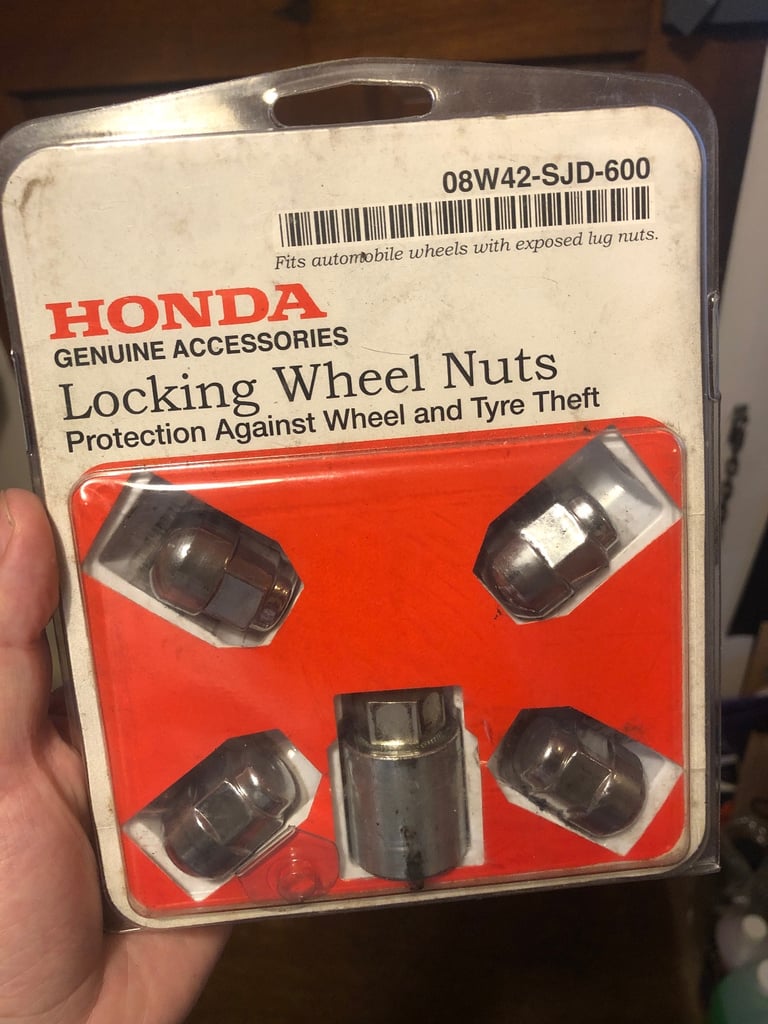 08W42-SJD-600
Fits automobile wheels with exposed lug nuts.
HONDA
GENUINE ACCESSORIES
Locking Wheel Nuts
Protection Against Wheel and Tyre Theft